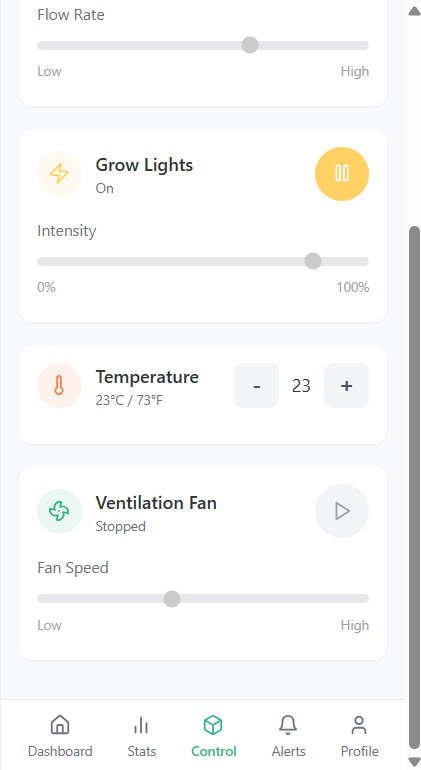 Flow Rate
Low High
Grow Lights
On
Intensity
0% 100%
Temperature
23°C / 73°F
- 23 +
Ventilation Fan
Stopped
Fan Speed
Low High
Dashboard Stats Control Alerts Profile